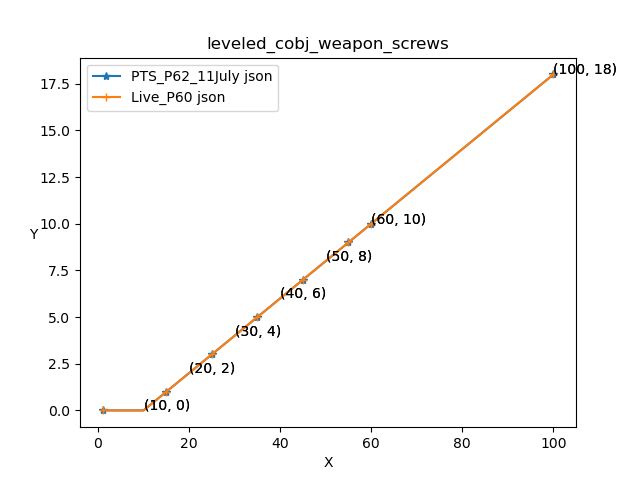 leveled_cobj_weapon_screws
PTS_P62_11July json
Live_P60 json
17.5
15.0
12.5
10.0
7.5
5.0
2.5
0.0
Y
(100, 18)
(60, 10)
(50, 8)
(40, 6)
(30, 4)
(20, 2)
(10, 0)
0 20 40 60 80 100
X